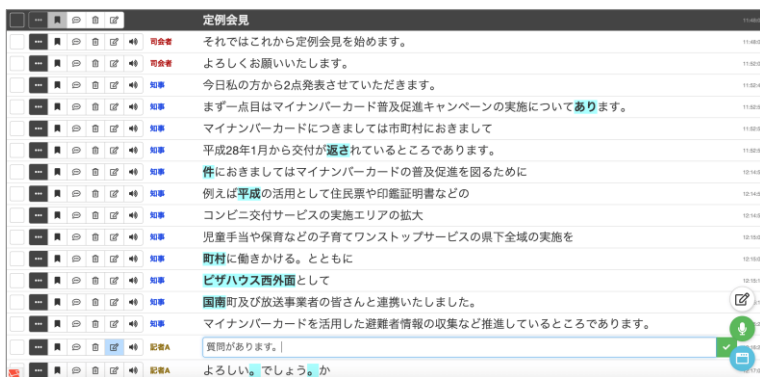 定例会見
司会者 それではこれから定例会見を始めます。
司会者 よろしくお願いいたします。
知事 今日私の方から2点発表させていただきます。
知事 まず一点目はマイナンバーカード普及促進キャンペーンの実施についてあります。
知事 マイナンバーカードにつきましては市町村におきまして
知事 平成28年1月から交付が返されているところであります。
知事 件におきましてはマイナンバーカードの普及促進を図るために
知事 例えば平成の活用として住民票や印鑑証明書などの
知事 コンビニ交付サービスの実施エリアの拡大
知事 児童手当や保育などの子育てワンストップサービスの県下全域の実施を
知事 町村に働きかける。とともに
知事 ビザハウス西外面として
知事 国南町及び放送事業者の皆さんと連携いたしました。
知事 マイナンバーカードを活用した避難者情報の収集など推進しているところであります。
記者A 質問があります。
記者A よろしい。でしょう。か